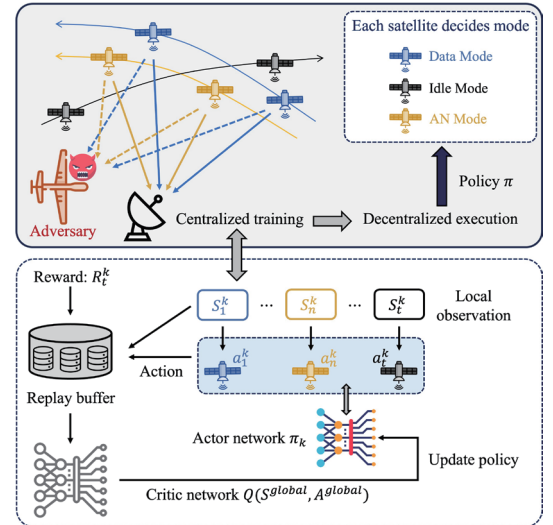 Each satellite decides mode
Data Mode
Idle Mode
AN Mode
Policy π
Adversary
Centralized training
Decentralized execution
Reward: R_t^k
S_1^k ... S_n^k ... S_t^k
Local
observation
a_1^k a_n^k a_t^k
Action
Replay buffer
Actor network π_k
Update policy
Critic network Q(S^{global}, A^{global})